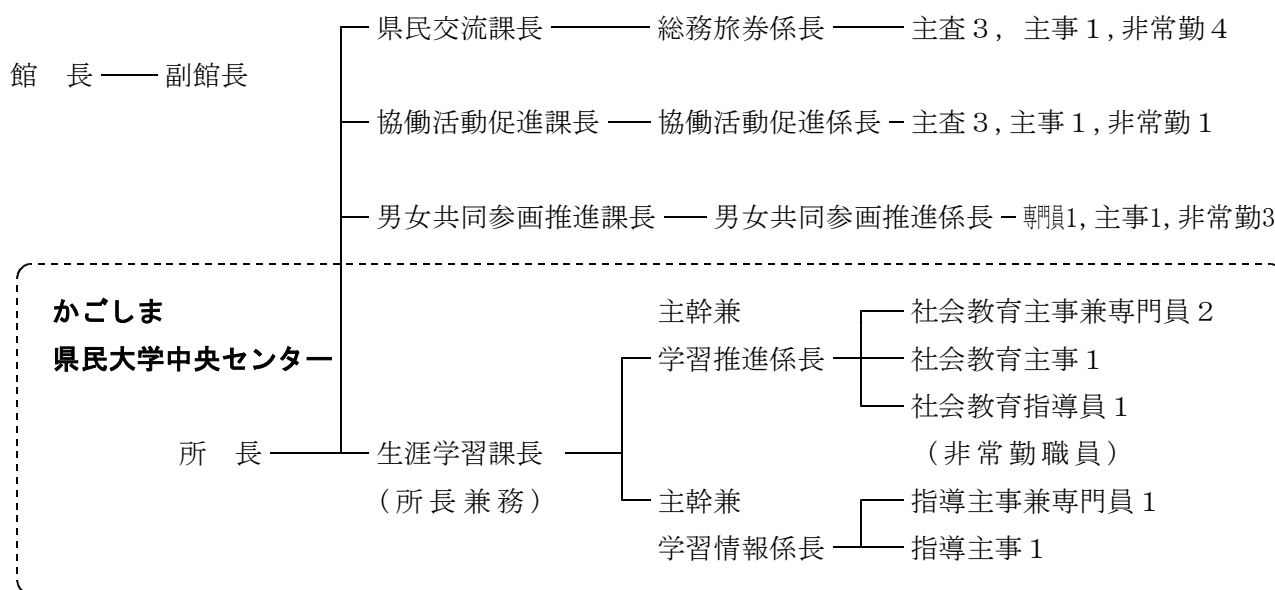 県民交流課長 総務旅券係長 主査３，主事１,非常勤４
館　長 副館長
協働活動促進課長 協働活動促進係長 主査３,主事１,非常勤１
男女共同参画推進課長 男女共同参画推進係長 専門員1,主事1,非常勤3
かごしま 主幹兼 社会教育主事兼専門員２
県民大学中央センター 学習推進係長 社会教育主事１
社会教育指導員１
所　長 生涯学習課長 （非常勤職員）
（所長兼務） 主幹兼 指導主事兼専門員１
学習情報係長 指導主事１